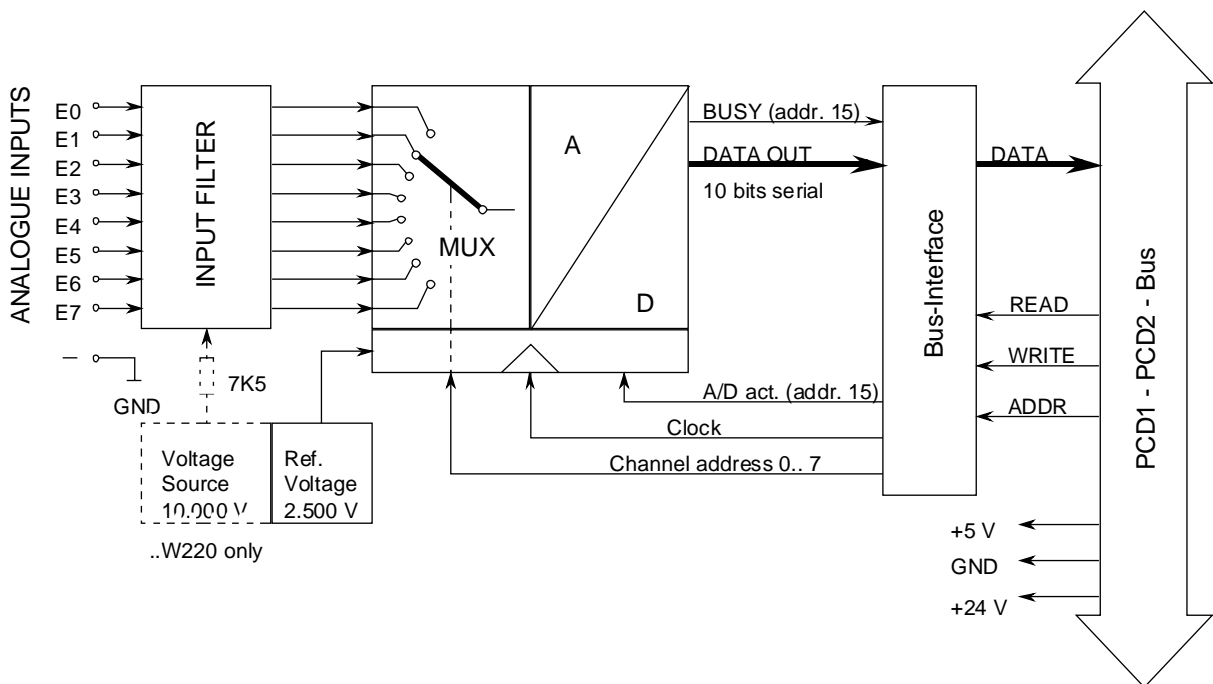 ANALOGUE INPUTS
E0
E1
E2
E3
E4
E5
E6
E7
GND
INPUT FILTER
7K5
Voltage
Source
10.000 V
Ref.
Voltage
2.500 V
..W220 only
MUX
A
D
BUSY (addr. 15)
DATA OUT
10 bits serial
A/D act. (addr. 15)
Clock
Channel address 0.. 7
Bus-Interface
DATA
READ
WRITE
ADDR
+5 V
GND
+24 V
PCD1 - PCD2 - Bus